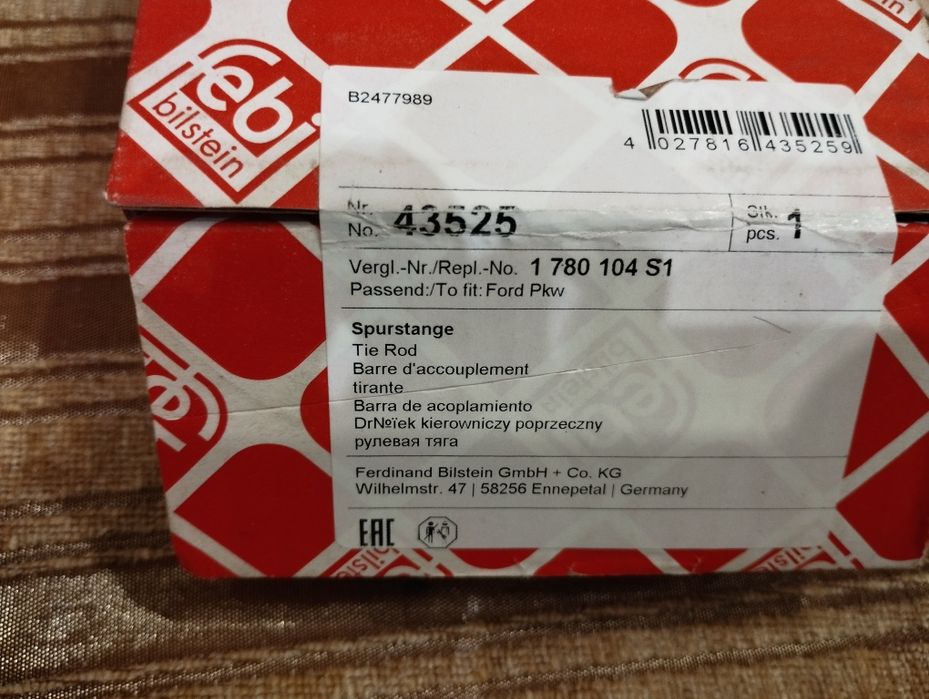 febi
bilstein
B2477989
4 027816 435259
Nr.
No. 43525
Stk.
pcs. 1
Vergl.-Nr./Repl.-No. 1 780 104 S1
Passend:/To fit: Ford Pkw
Spurstange
Tie Rod
Barre d'accouplement
tirante
Barra de acoplamiento
Dr№ïek kierowniczy poprzeczny
рулевая тяга
Ferdinand Bilstein GmbH + Co. KG
Wilhelmstr. 47 | 58256 Ennepetal | Germany
EAC